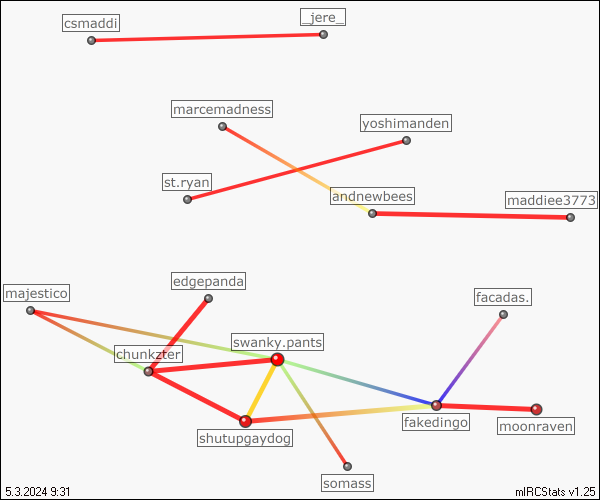 csmaddi
_jere_
marcemadness
yoshimanden
st.ryan
andnewbees
maddiee3773
edgepanda
majestico
facadas.
swanky.pants
chunkzter
fakedingo
moonraven
shutupgaydog
somass
5.3.2024 9:31
mIRCStats v1.25